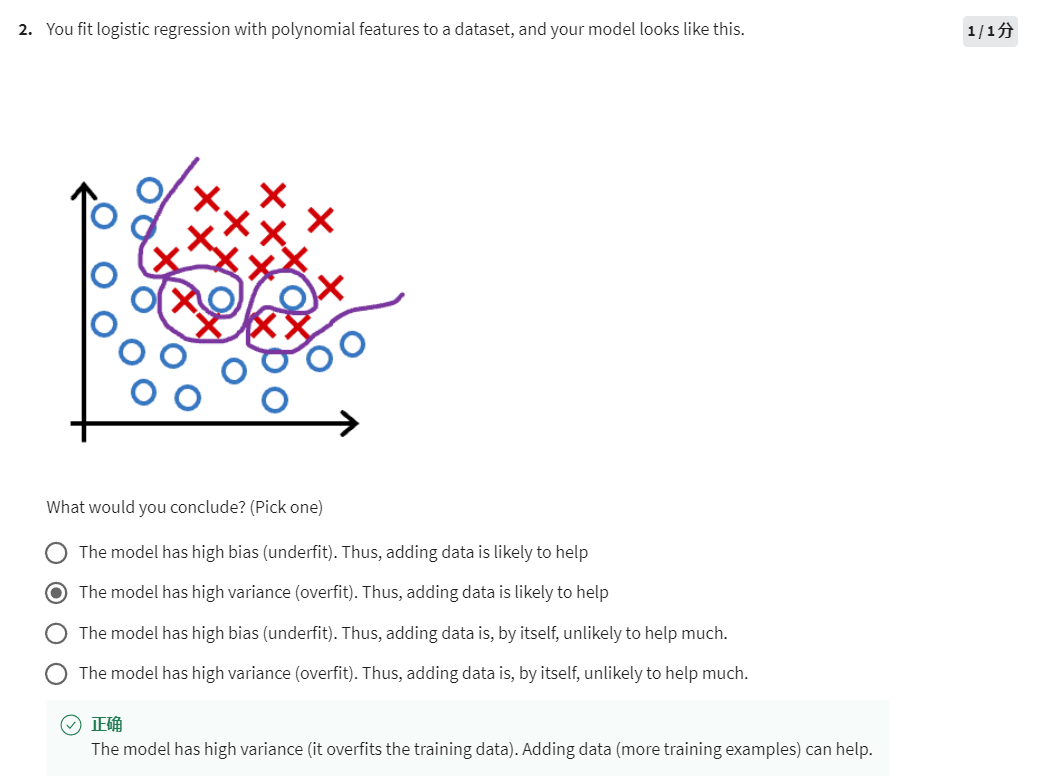 2. You fit logistic regression with polynomial features to a dataset, and your model looks like this.
1 / 1 分
What would you conclude? (Pick one)
The model has high bias (underfit). Thus, adding data is likely to help
The model has high variance (overfit). Thus, adding data is likely to help
The model has high bias (underfit). Thus, adding data is, by itself, unlikely to help much.
The model has high variance (overfit). Thus, adding data is, by itself, unlikely to help much.
正确
The model has high variance (it overfits the training data). Adding data (more training examples) can help.